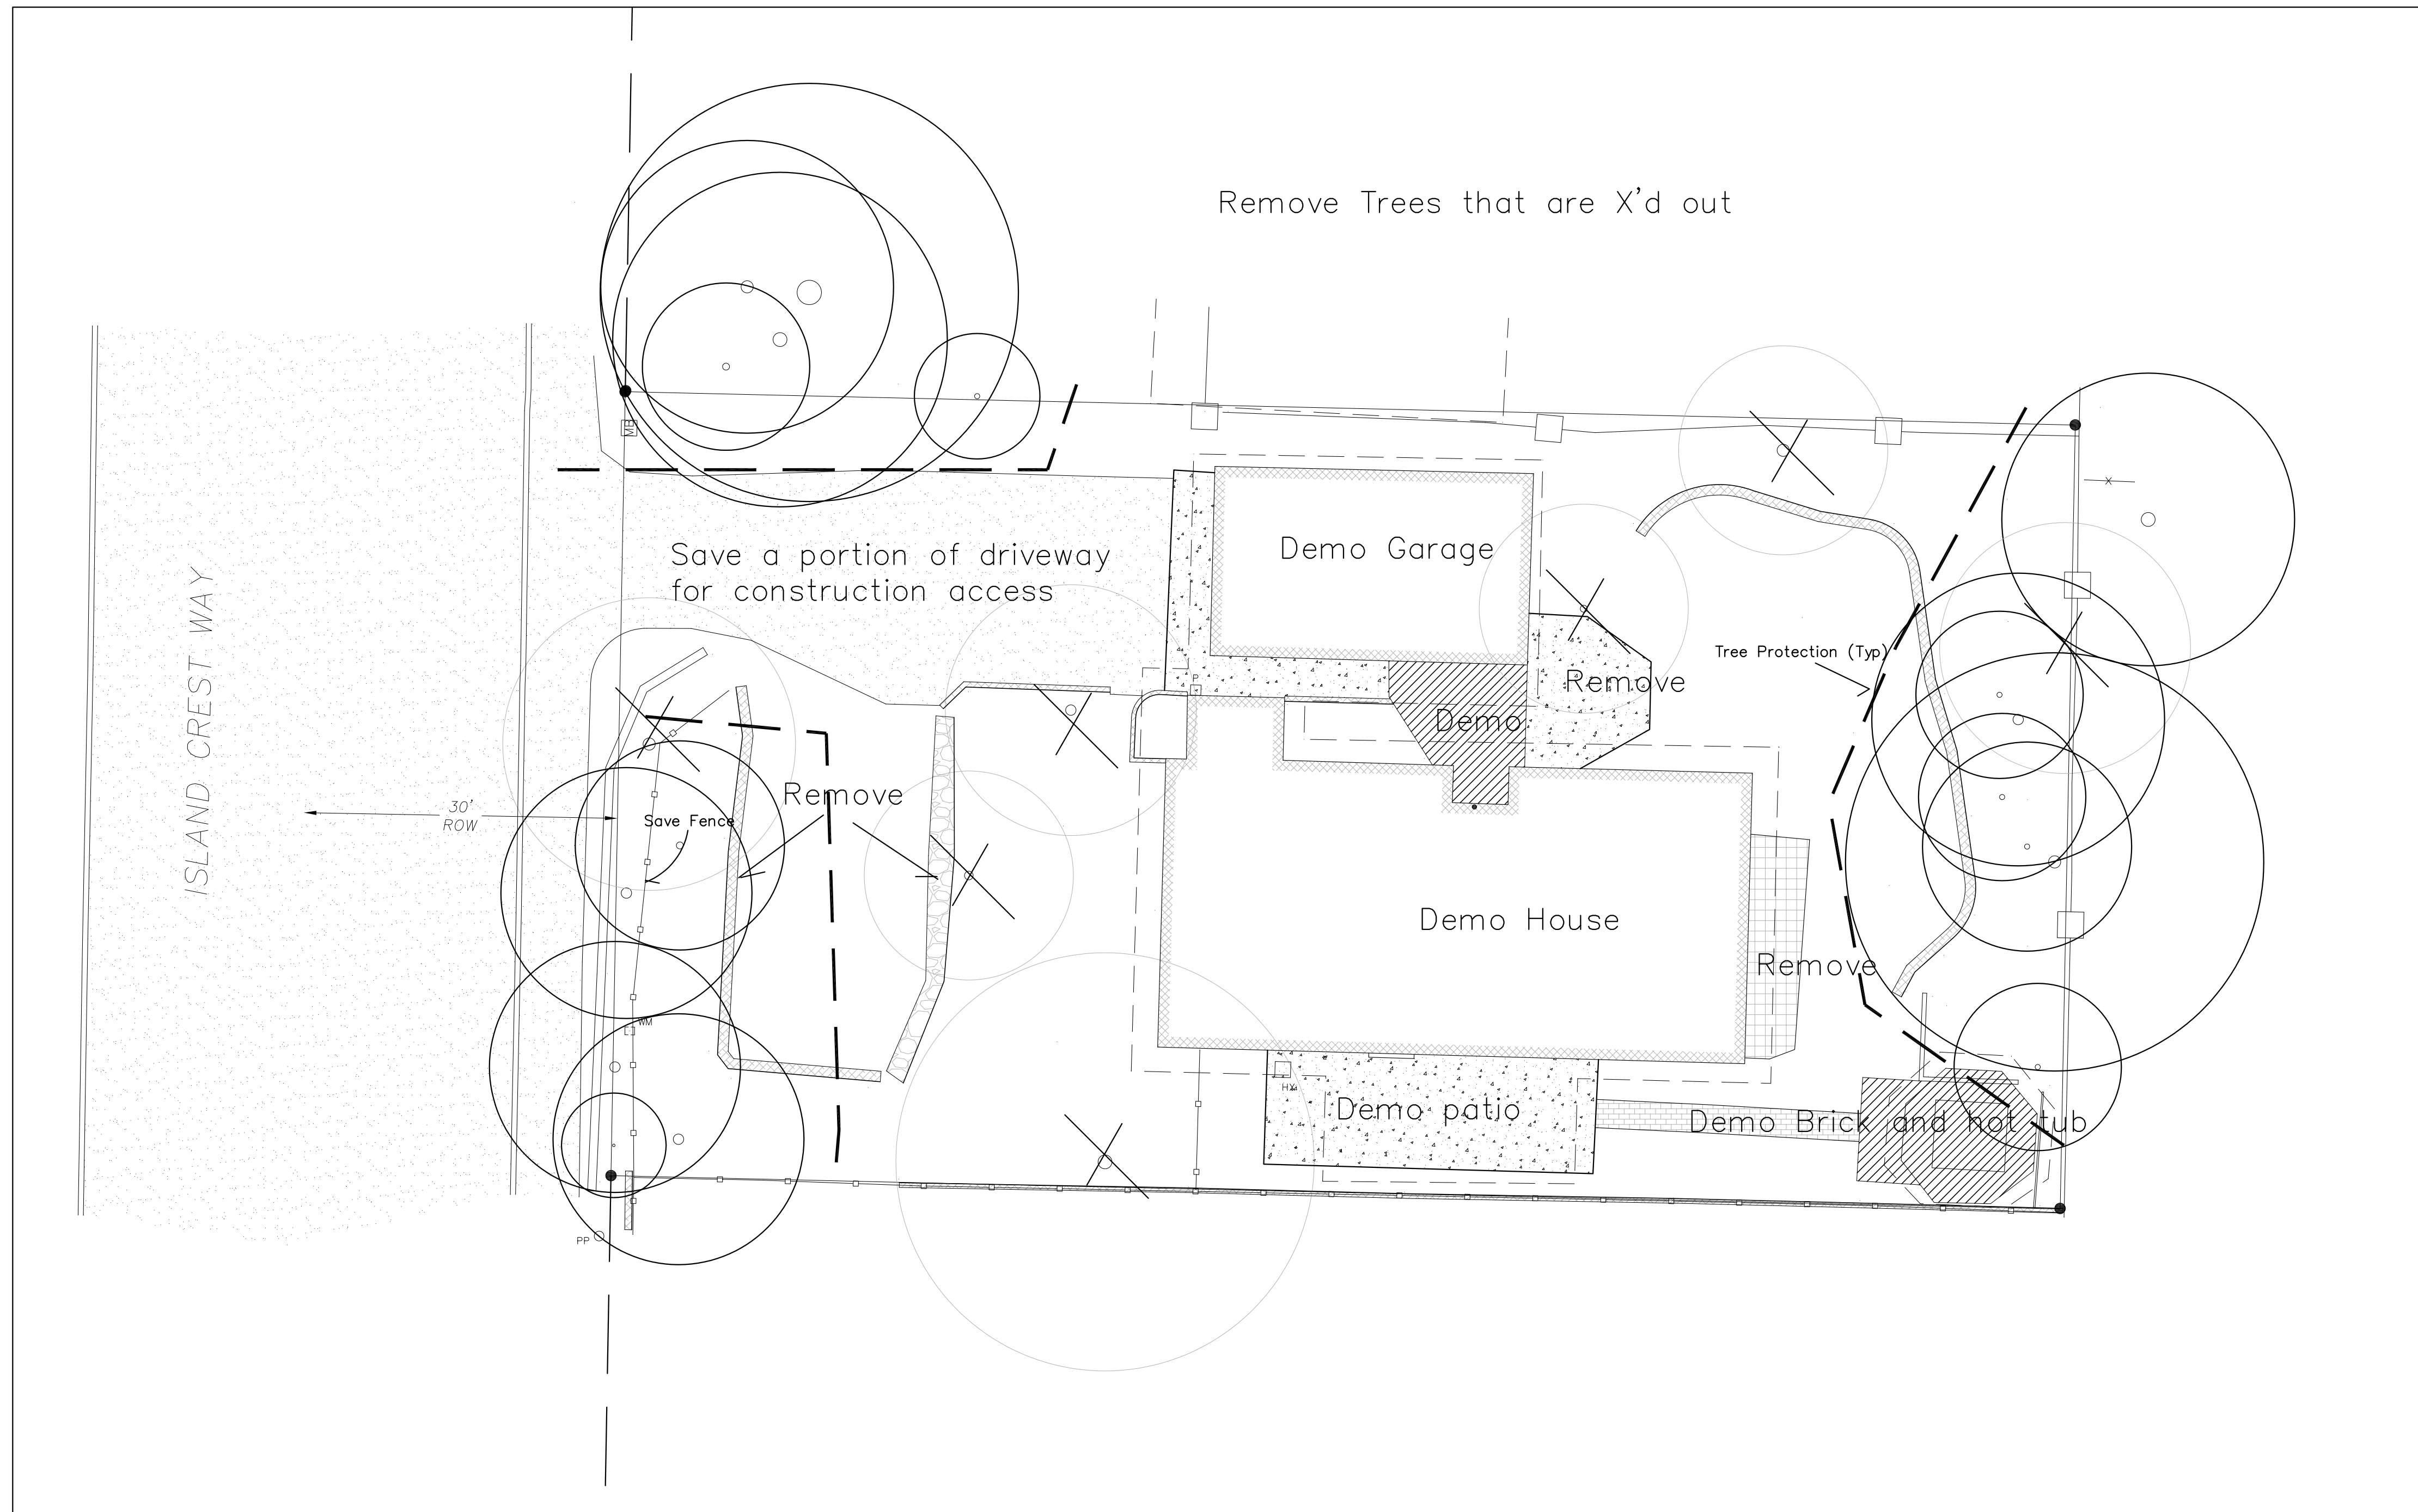 Remove Trees that are X'd out
MB
Save a portion of driveway
for construction access
Demo Garage
ISLAND CREST WAY
Tree Protection (Typ)
P
Remove
Demo
X
30'
ROW
Save Fence
Remove
Demo House
Remove
WM
Demo patio
Demo Brick and hot tub
PP